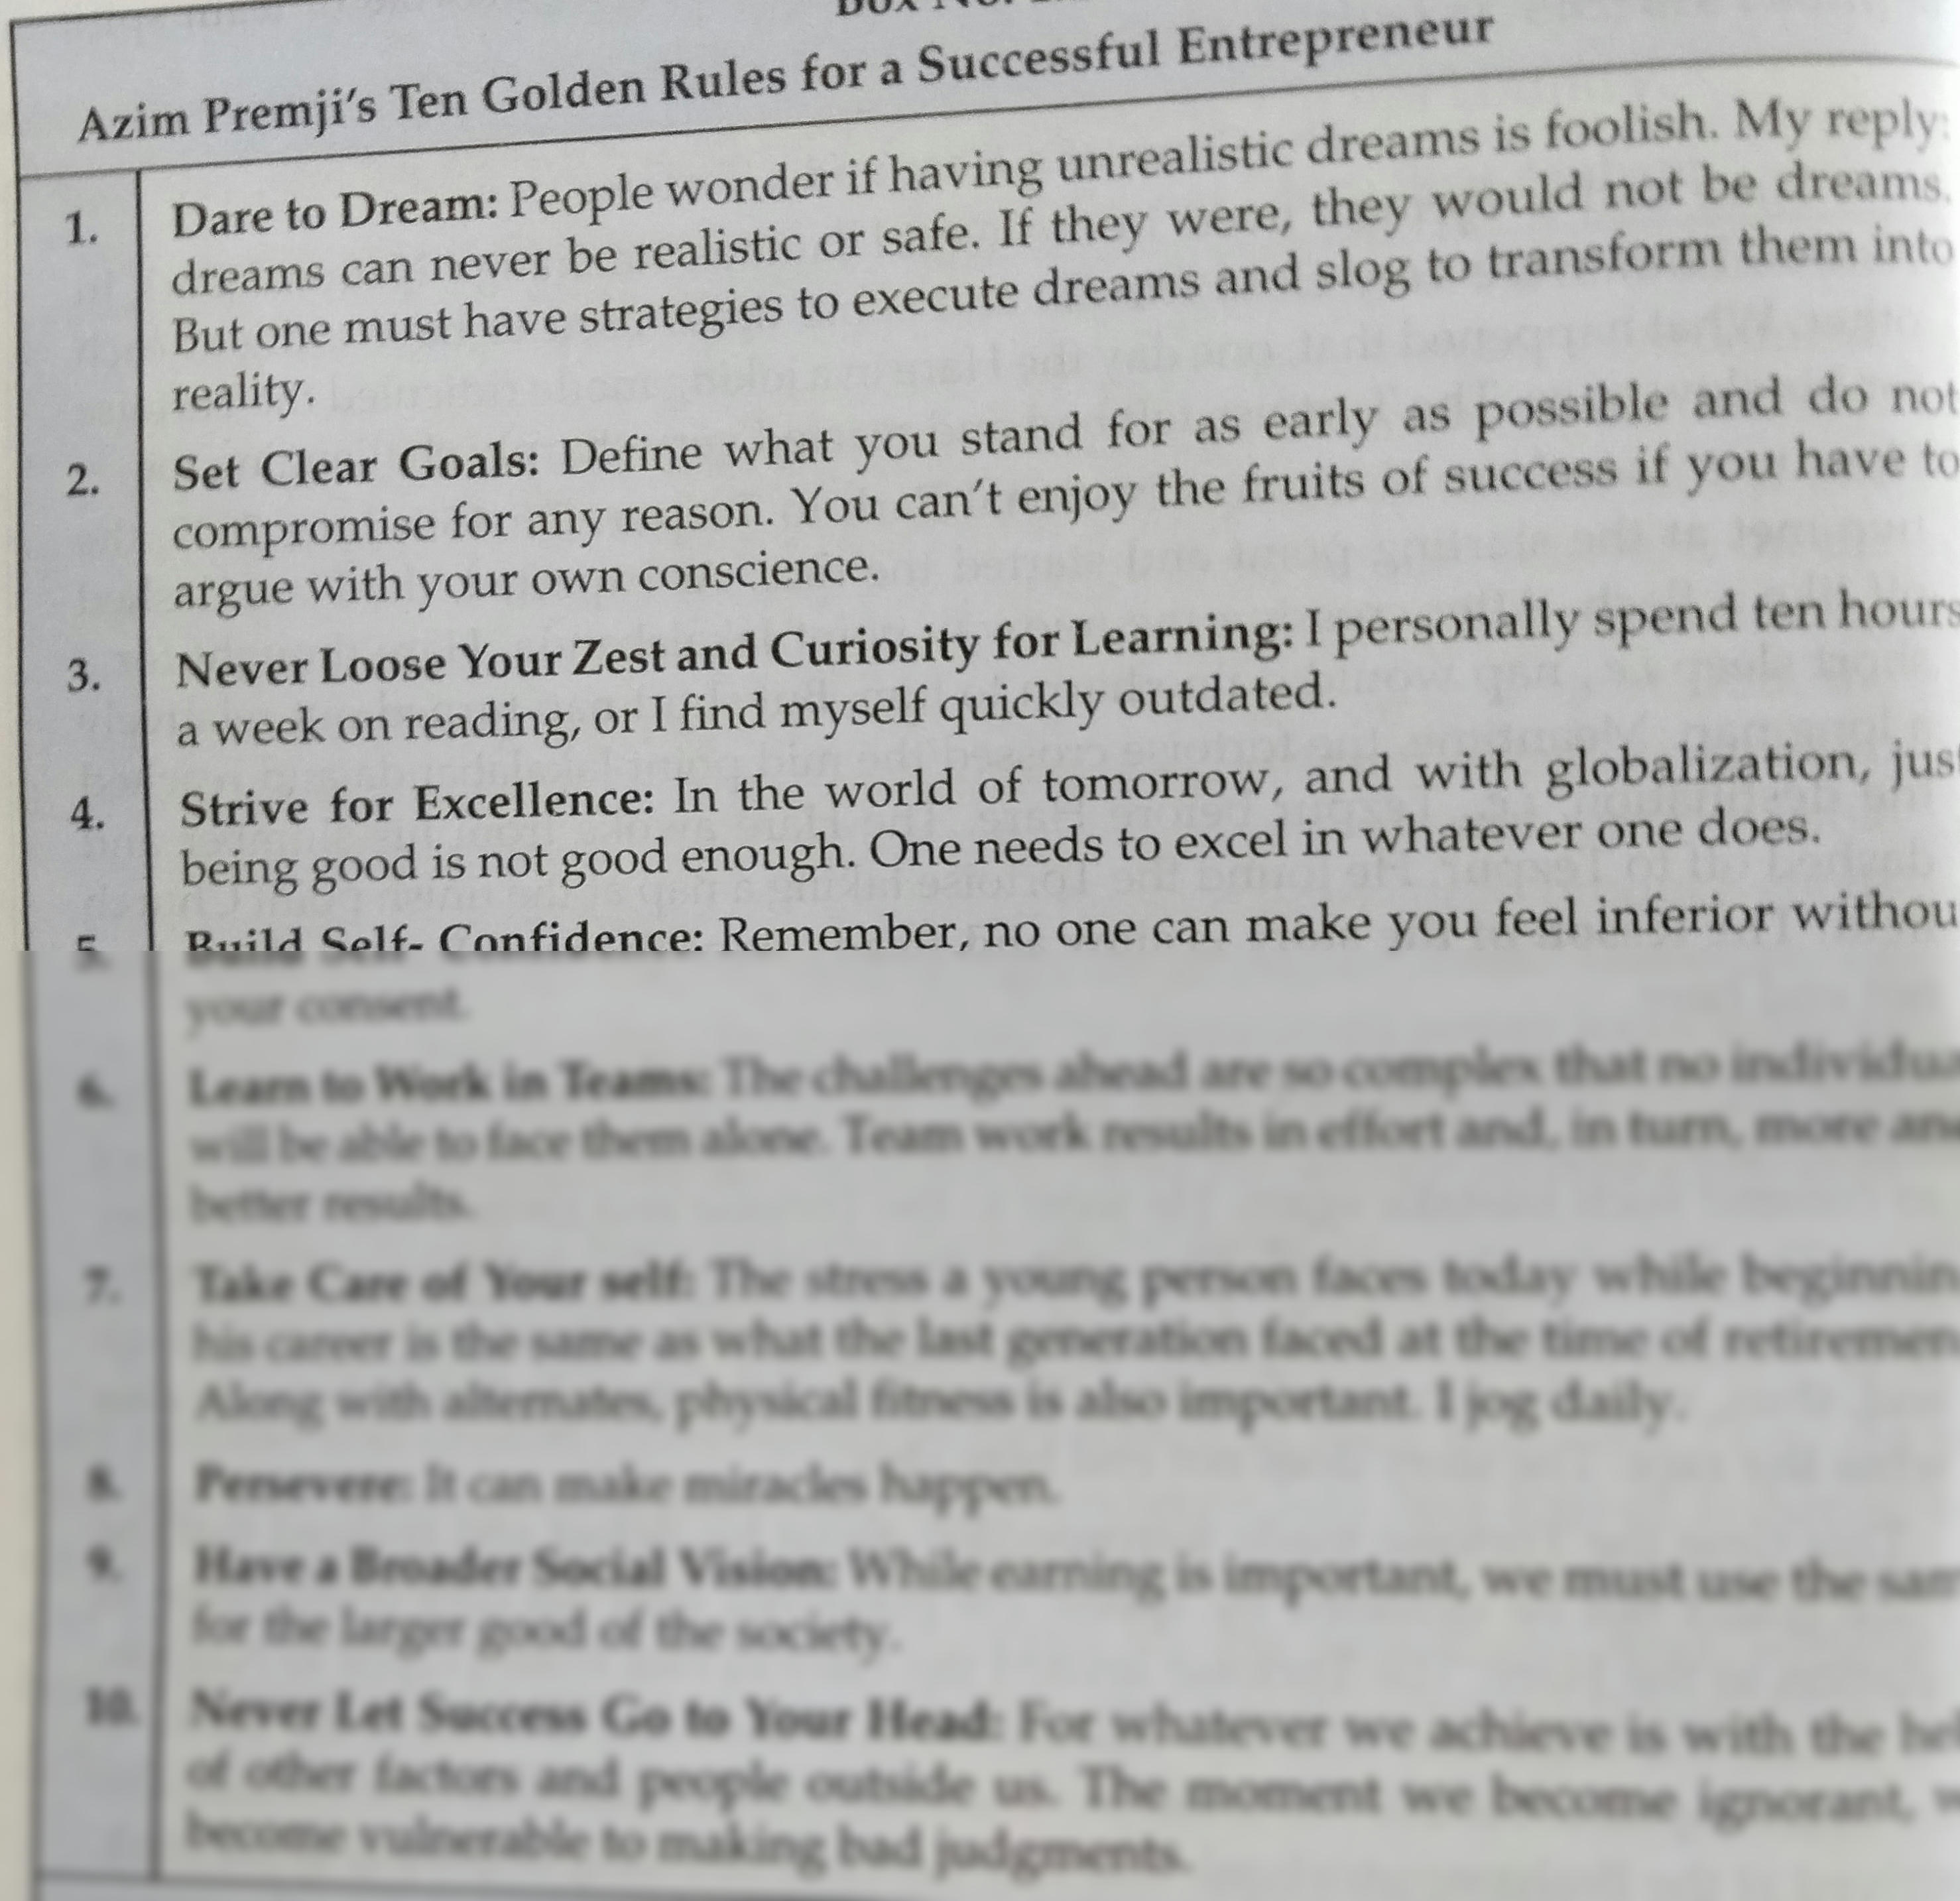 Azim Premji's Ten Golden Rules for a Successful Entrepreneur
1. Dare to Dream: People wonder if having unrealistic dreams is foolish. My reply:
dreams can never be realistic or safe. If they were, they would not be dreams.
But one must have strategies to execute dreams and slog to transform them into
reality.
2. Set Clear Goals: Define what you stand for as early as possible and do not
compromise for any reason. You can't enjoy the fruits of success if you have to
argue with your own conscience.
3. Never Loose Your Zest and Curiosity for Learning: I personally spend ten hours
a week on reading, or I find myself quickly outdated.
4. Strive for Excellence: In the world of tomorrow, and with globalization,
being good is not good enough. One needs to excel in whatever one does.
5. Build Self- Confidence: Remember, no one can make you feel inferior
your consent.
6. Learn to Work in Teams: The challenges ahead are so complex that no
will be able to face them alone. Team work results in effort and, in turn, more
better results.
7. Take Care of Your self: The stress a young person faces today while
his career is the same as what the last generation faced at the time of
Along with alternates, physical fitness is also important. I jog daily.
8. Persevere: It can make miracles happen.
9. Have a Broader Social Vision: While earning is important, we must use the
for the larger good of the society.
10. Never Let Success Go to Your Head: For whatever we achieve is with the
of other factors and people outside us. The moment we become ignorant,
become vulnerable to making bad judgments.